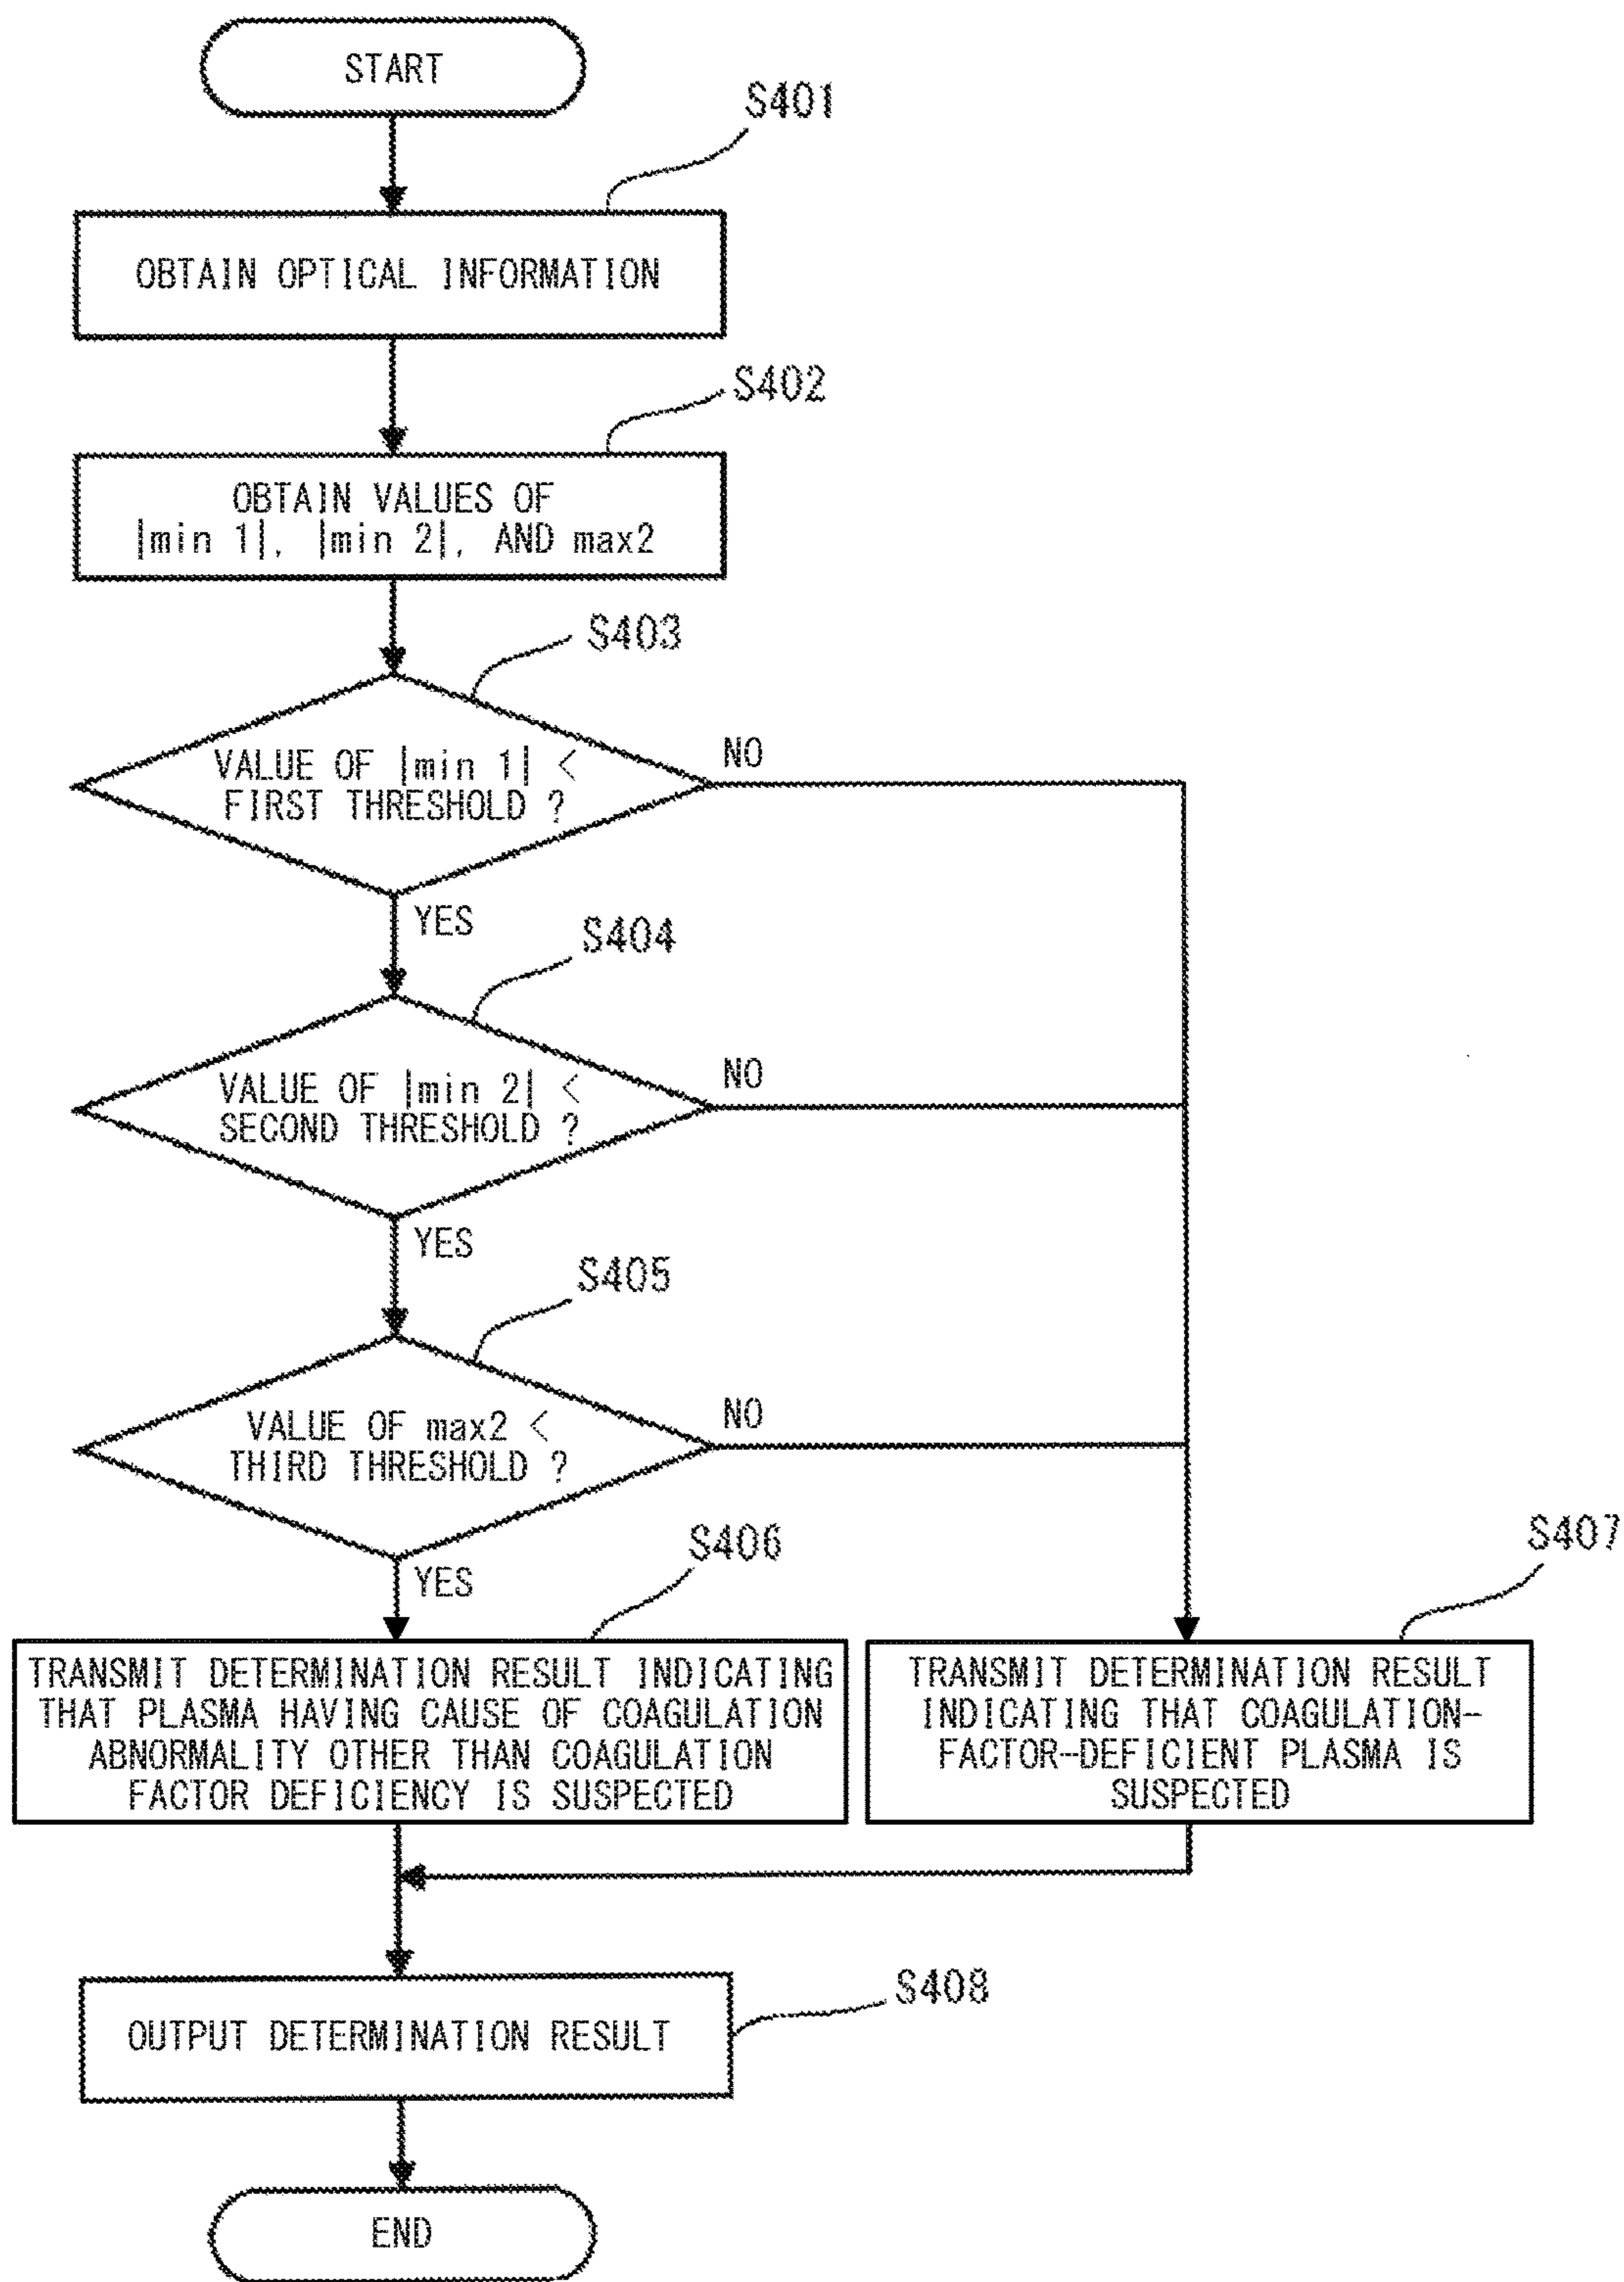 START
S401
OBTAIN OPTICAL INFORMATION
S402
OBTAIN VALUES OF
|min 1|, |min 2|, AND max2
S403
VALUE OF |min 1| <
FIRST THRESHOLD ?
NO
YES
S404
VALUE OF |min 2| <
SECOND THRESHOLD ?
NO
YES
S405
VALUE OF max2 <
THIRD THRESHOLD ?
NO
YES
S406
TRANSMIT DETERMINATION RESULT INDICATING
THAT PLASMA HAVING CAUSE OF COAGULATION
ABNORMALITY OTHER THAN COAGULATION
FACTOR DEFICIENCY IS SUSPECTED
S407
TRANSMIT DETERMINATION RESULT
INDICATING THAT COAGULATION-
FACTOR-DEFICIENT PLASMA IS
SUSPECTED
S408
OUTPUT DETERMINATION RESULT
END